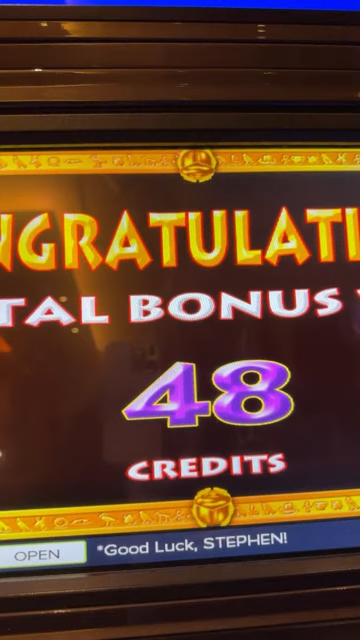 NGRATULATI
TAL BONUS
48
CREDITS
OPEN
*Good Luck, STEPHEN!